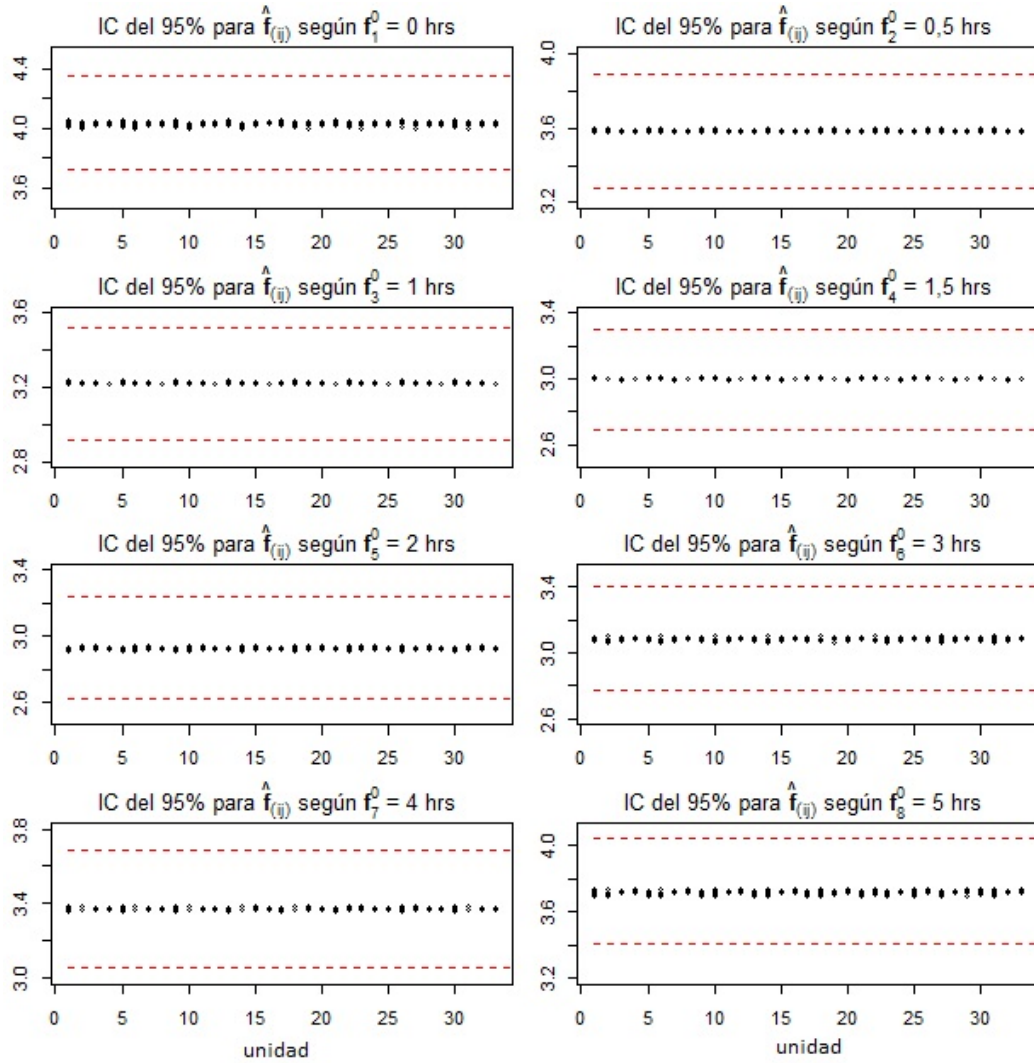 IC del 95% para f̂(ij) según f₁⁰ = 0 hrs
4.4
4.0
3.6
0 5 10 15 20 25 30
IC del 95% para f̂(ij) según f₂⁰ = 0,5 hrs
4.0
3.6
3.2
0 5 10 15 20 25 30
IC del 95% para f̂(ij) según f₃⁰ = 1 hrs
3.6
3.2
2.8
0 5 10 15 20 25 30
IC del 95% para f̂(ij) según f₄⁰ = 1,5 hrs
3.4
3.0
2.6
0 5 10 15 20 25 30
IC del 95% para f̂(ij) según f₅⁰ = 2 hrs
3.4
3.0
2.6
0 5 10 15 20 25 30
IC del 95% para f̂(ij) según f₆⁰ = 3 hrs
3.4
3.0
2.6
0 5 10 15 20 25 30
IC del 95% para f̂(ij) según f₇⁰ = 4 hrs
3.8
3.4
3.0
0 5 10 15 20 25 30
unidad
IC del 95% para f̂(ij) según f₈⁰ = 5 hrs
4.0
3.6
3.2
0 5 10 15 20 25 30
unidad